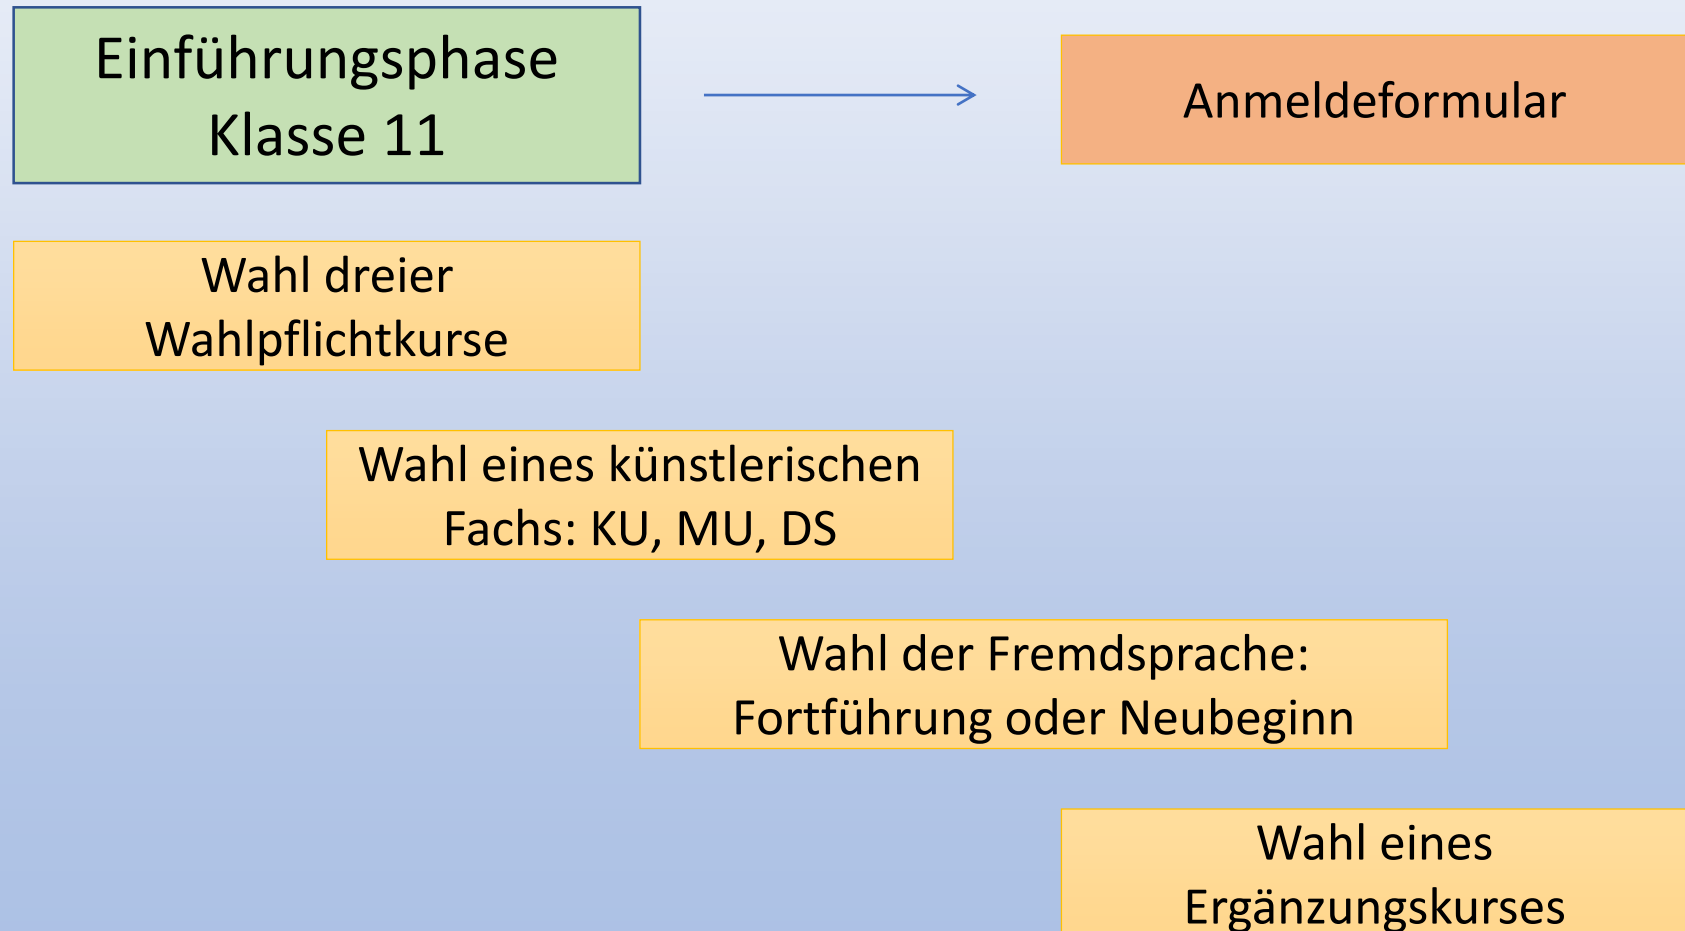 Einführungsphase
Klasse 11
Anmeldeformular
Wahl dreier
Wahlpflichtkurse
Wahl eines künstlerischen
Fachs: KU, MU, DS
Wahl der Fremdsprache:
Fortführung oder Neubeginn
Wahl eines
Ergänzungskurses